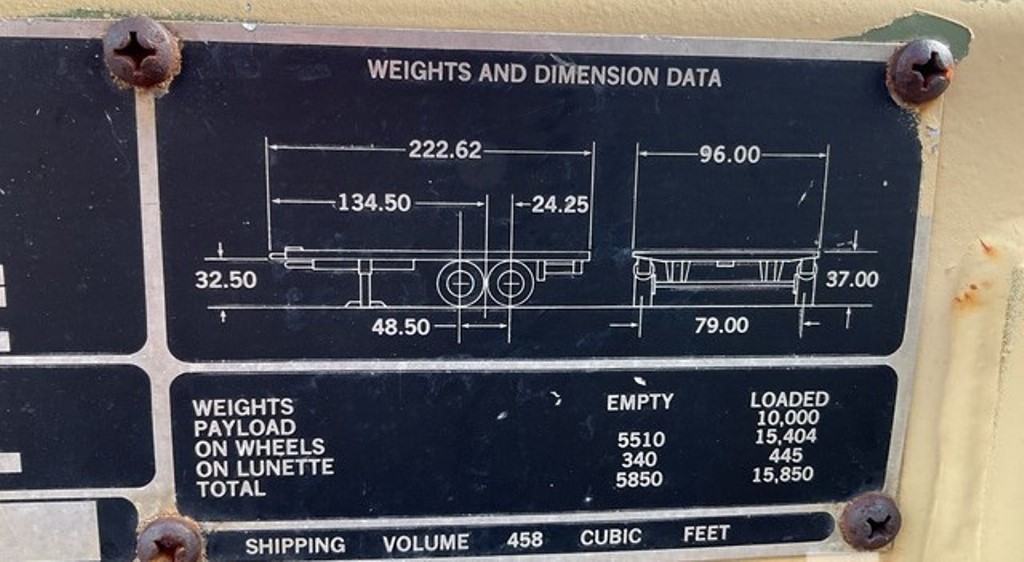 WEIGHTS AND DIMENSION DATA
222.62
96.00
134.50
24.25
32.50
37.00
48.50
79.00
WEIGHTS EMPTY LOADED
PAYLOAD 10,000
ON WHEELS 5510 15,404
ON LUNETTE 340 445
TOTAL 5850 15,850
SHIPPING VOLUME 458 CUBIC FEET